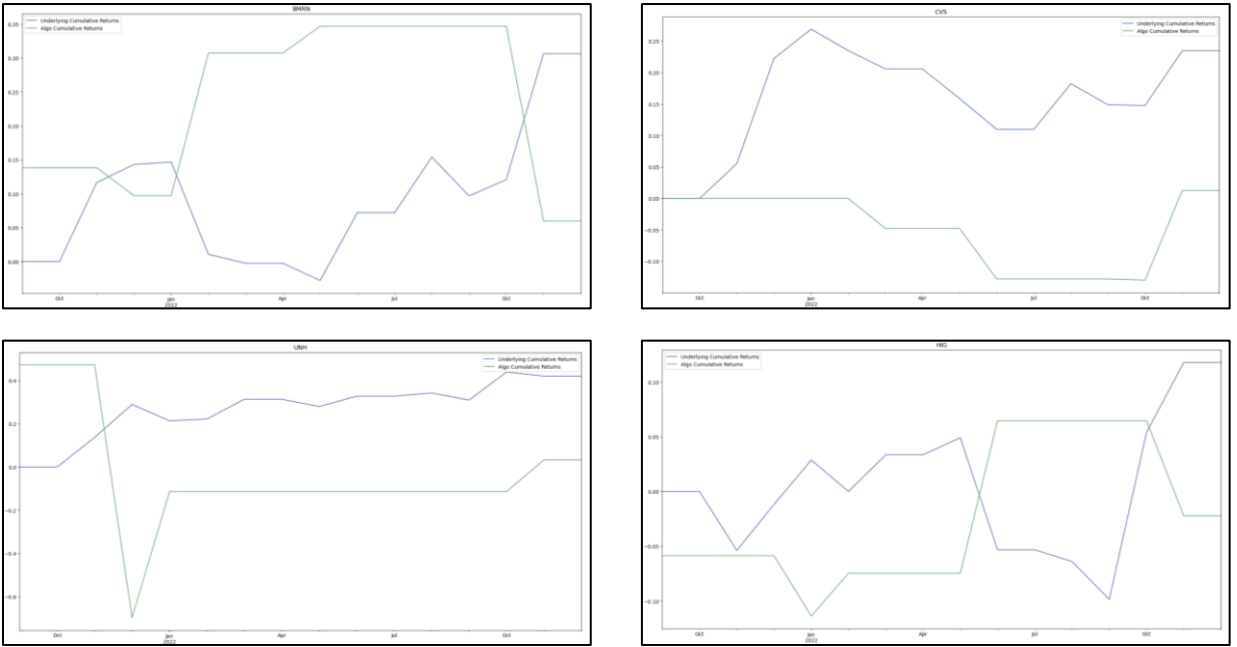 BMRN
Underlying Cumulative Returns
Algo Cumulative Returns
0.35
0.30
0.25
0.20
0.15
0.10
0.05
0.00
Oct Jan Apr Jul Oct
2022
CVS
Underlying Cumulative Returns
Algo Cumulative Returns
0.25
0.20
0.15
0.10
0.05
0.00
−0.05
−0.10
Oct Jan Apr Jul Oct
2022
UNH
Underlying Cumulative Returns
Algo Cumulative Returns
0.4
0.2
0.0
−0.2
−0.4
−0.6
Oct Jan Apr Jul Oct
2022
HIG
Underlying Cumulative Returns
Algo Cumulative Returns
0.10
0.05
0.00
−0.05
−0.10
Oct Jan Apr Jul Oct
2022